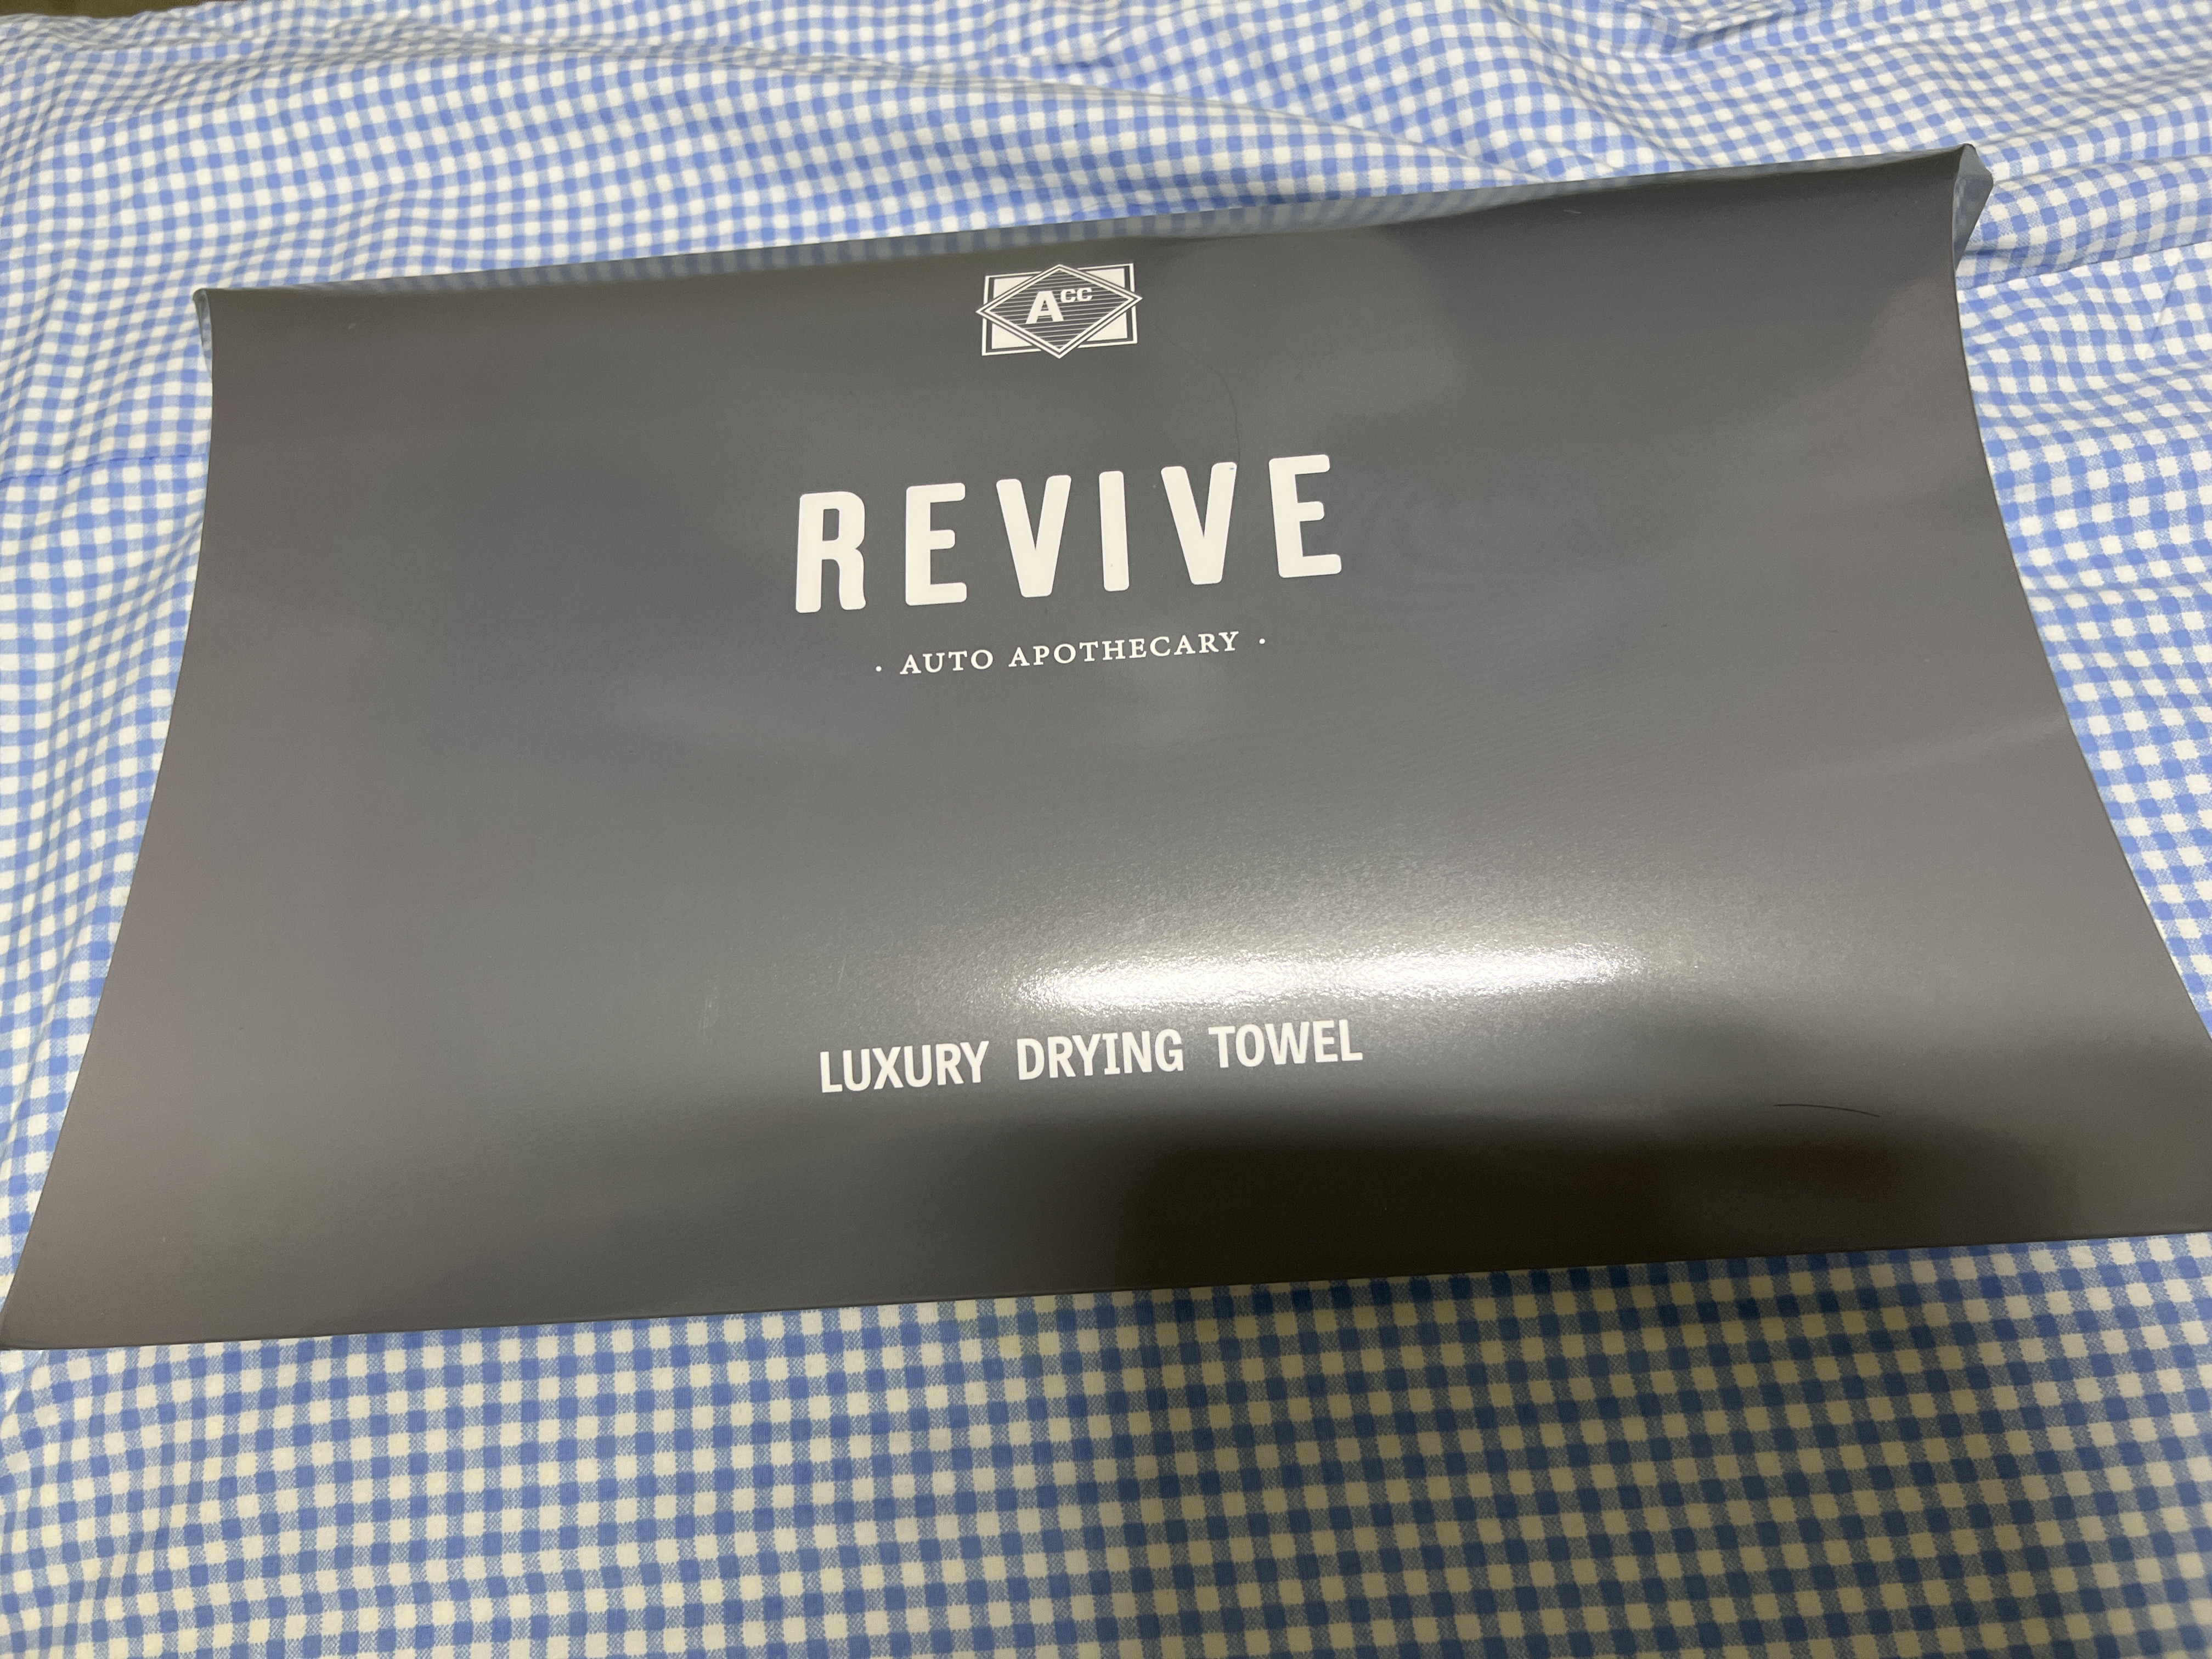 ACC
REVIVE
· AUTO APOTHECARY ·
LUXURY DRYING TOWEL